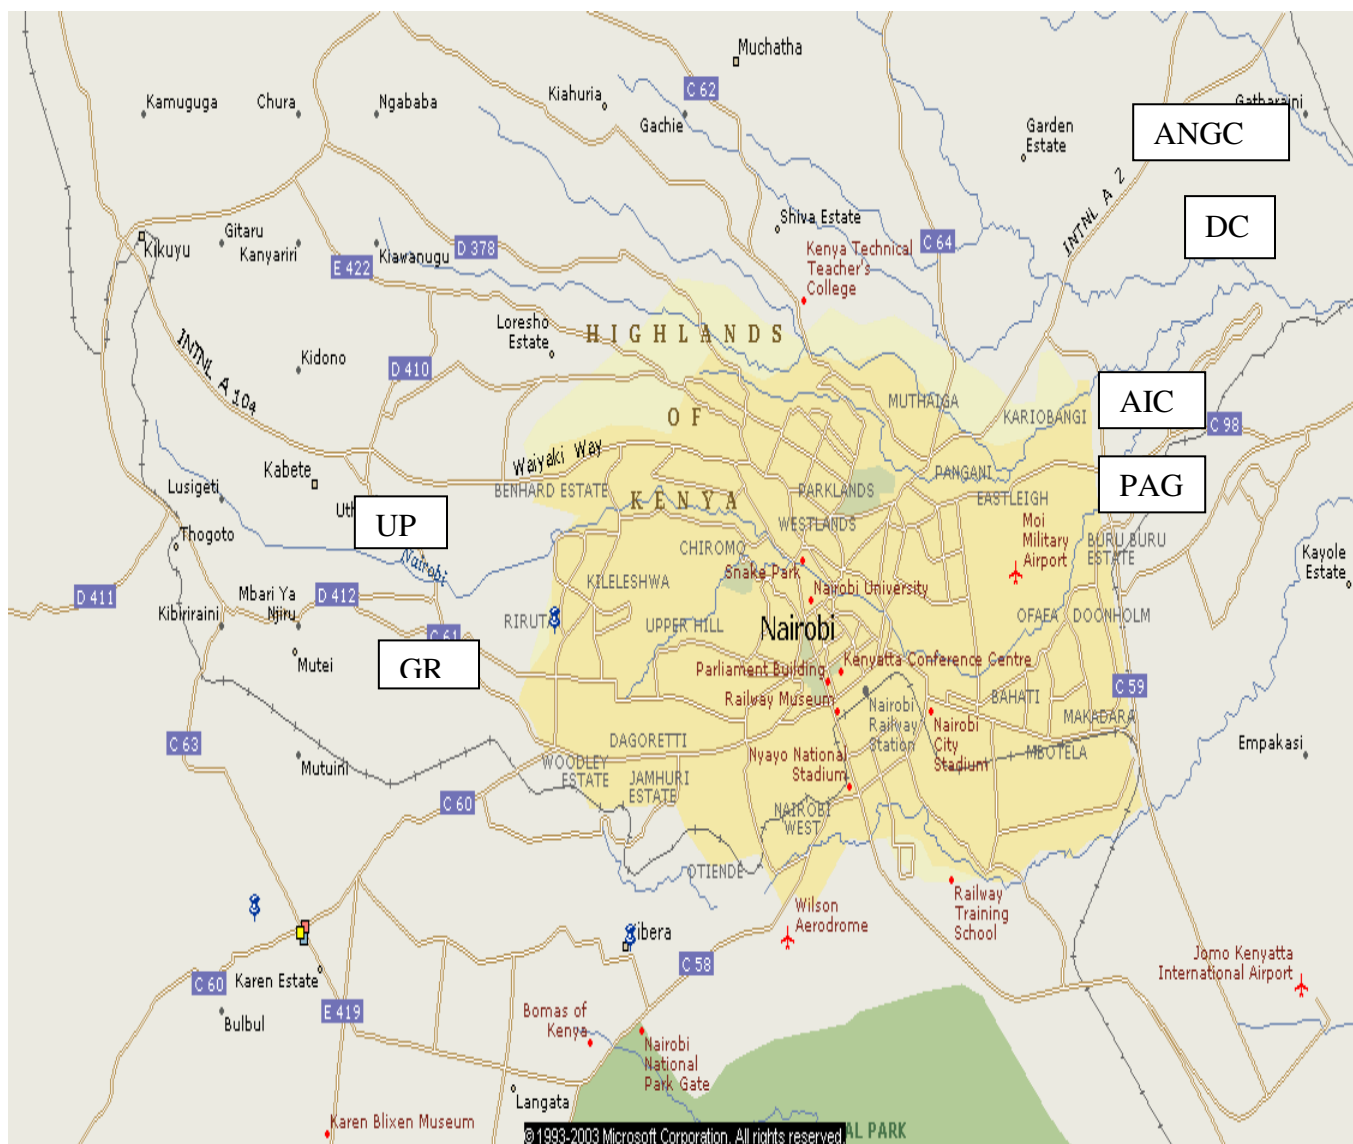 Muchatha
Kamuguga
Chura
Ngababa
Kiahuria
C 62
Gachie
Garden
Estate
Gatharaini
ANGC
INTNL A 2
Shiva Estate
DC
Kikuyu
Gitaru
Kanyariri
E 422
Kiawanugu
D 378
Kenya Technical
Teacher's
College
C 64
Loresho
Estate
HIGHLANDS
INTNL A 104
Kidono
D 410
OF
MUTHAIGA
KARIOBANGI
AIC
C 98
Waiyaki Way
Kabete
BENHARD ESTATE
KENYA
PARKLANDS
PANGANI
EASTLEIGH
PAG
Lusigeti
Uth
UP
WESTLANDS
Moi
Military
Airport
Thogoto
Nairobi
CHIROMO
BURU BURU
ESTATE
Kayole
Estate
Snake Park
KILELESHWA
Nairobi University
D 411
Mbari Ya
Njiru
D 412
Kibiriraini
C 61
RIRUTA
UPPER HILL
Nairobi
OFAFA
DOONHOLM
Mutei
GR
Parliament Building
Kenyatta Conference Centre
Railway Museum
Nairobi
Railway
Station
Nairobi
City
Stadium
BAHATI
C 59
MAKADARA
C 63
Mutuini
DAGORETTI
WOODLEY
ESTATE
JAMHURI
ESTATE
Nyayo National
Stadium
MBOTELA
Empakasi
C 60
NAIROBI
WEST
OTIENDE
Wilson
Aerodrome
Railway
Training
School
Kibera
C 58
Jomo Kenyatta
International Airport
C 60
Karen Estate
Bulbul
E 419
Bomas of
Kenya
Nairobi
National
Park Gate
Langata
Karen Blixen Museum
© 1993-2003 Microsoft Corporation. All rights reserved.
AL PARK